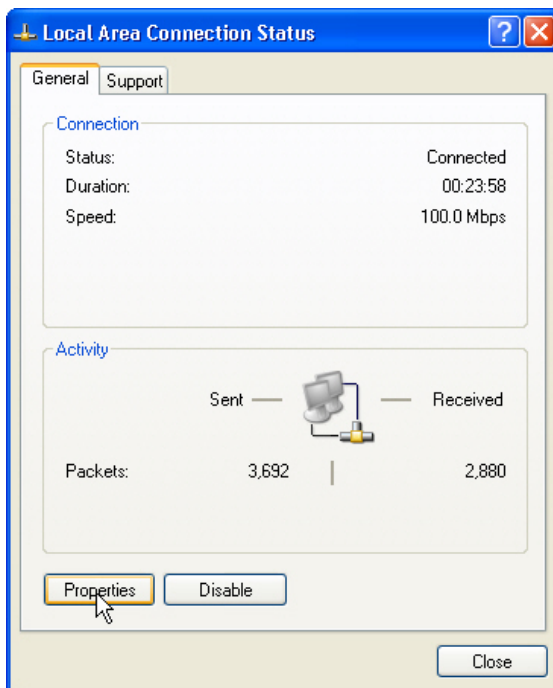 Local Area Connection Status
?
General Support
Connection
Status: Connected
Duration: 00:23:58
Speed: 100.0 Mbps
Activity
Sent Received
Packets: 3,692 2,880
Properties Disable
Close